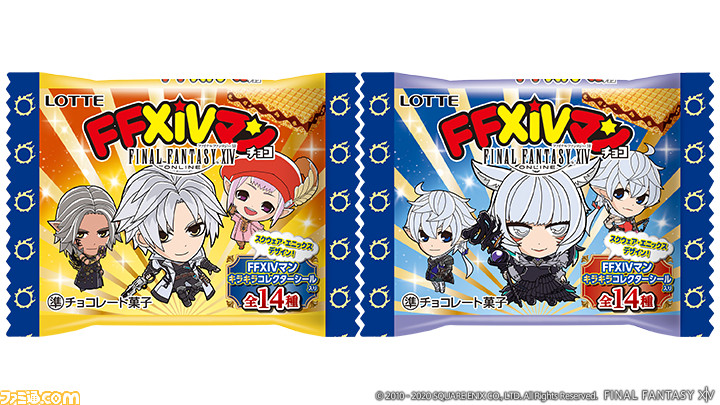 LOTTE
FFXIVマン
FINAL FANTASY XIV
ONLINE
チョコ
スクウェア・エニックス
デザイン!
FFXIVマン
キラキラコレクターシール
入り
全14種
準チョコレート菓子
LOTTE
FFXIVマン
FINAL FANTASY XIV
ONLINE
チョコ
スクウェア・エニックス
デザイン!
FFXIVマン
キラキラコレクターシール
入り
全14種
準チョコレート菓子
ファミ通.com
© 2010 - 2020 SQUARE ENIX CO., LTD. All Rights Reserved.
FINAL FANTASY XIV